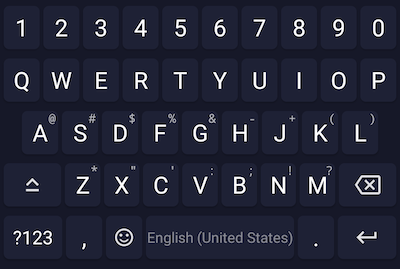 1 2 3 4 5 6 7 8 9 0
Q W E R T Y U I O P
@ # $ % & - + ( )
A S D F G H J K L
* " ' : ; ! ?
Z X C V B N M
?123 , English (United States) .